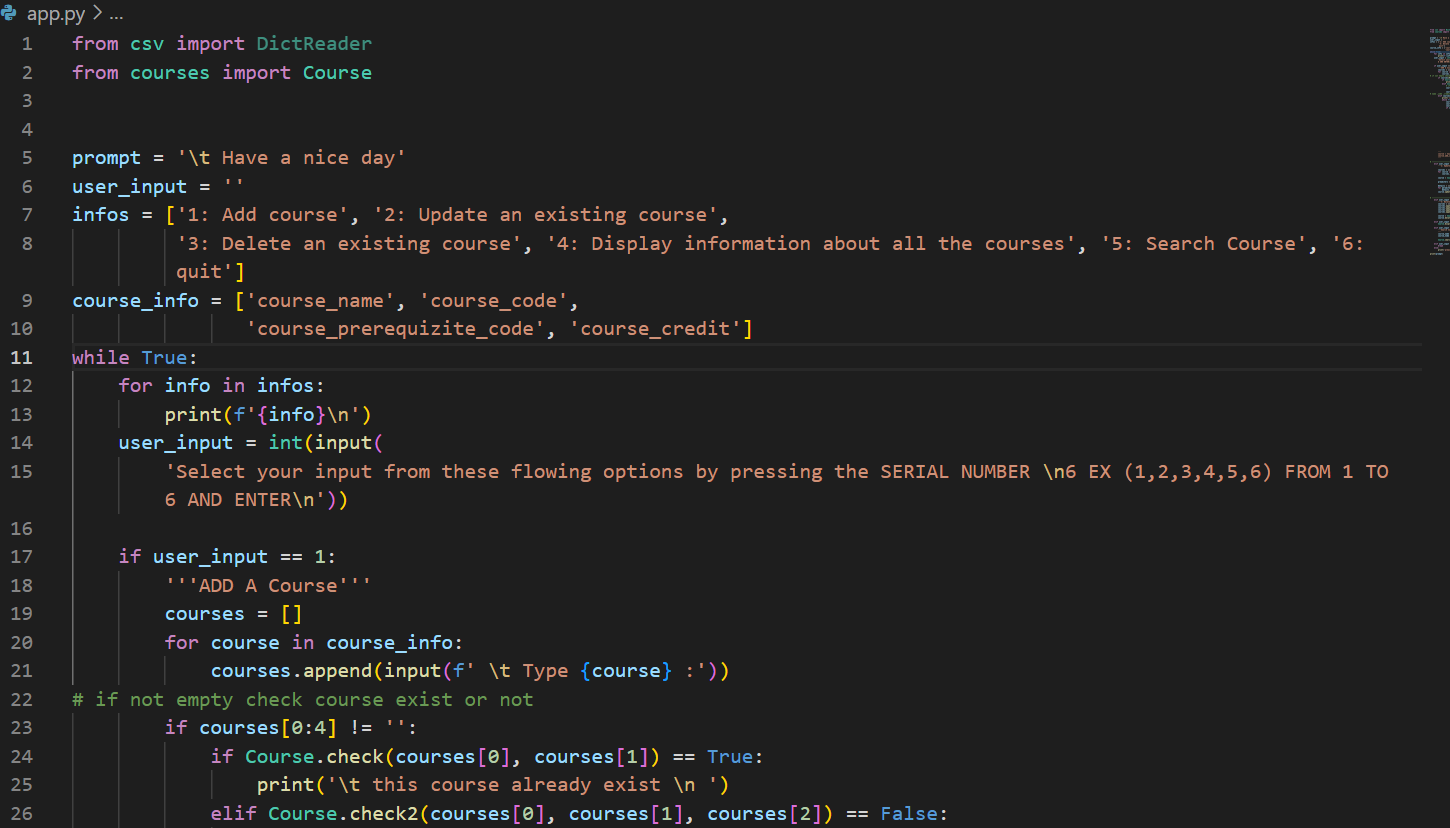 app.py > ...
1 from csv import DictReader
2 from courses import Course
3
4
5 prompt = '\t Have a nice day'
6 user_input = ''
7 infos = ['1: Add course', '2: Update an existing course',
8 '3: Delete an existing course', '4: Display information about all the courses', '5: Search Course', '6:
quit']
9 course_info = ['course_name', 'course_code',
10 'course_prerequizite_code', 'course_credit']
11 while True:
12 for info in infos:
13 print(f'{info}\n')
14 user_input = int(input(
15 'Select your input from these flowing options by pressing the SERIAL NUMBER \n6 EX (1,2,3,4,5,6) FROM 1 TO
6 AND ENTER\n'))
16
17 if user_input == 1:
18 '''ADD A Course'''
19 courses = []
20 for course in course_info:
21 courses.append(input(f' \t Type {course} :'))
22 # if not empty check course exist or not
23 if courses[0:4] != '':
24 if Course.check(courses[0], courses[1]) == True:
25 print('\t this course already exist \n ')
26 elif Course.check2(courses[0], courses[1], courses[2]) == False: